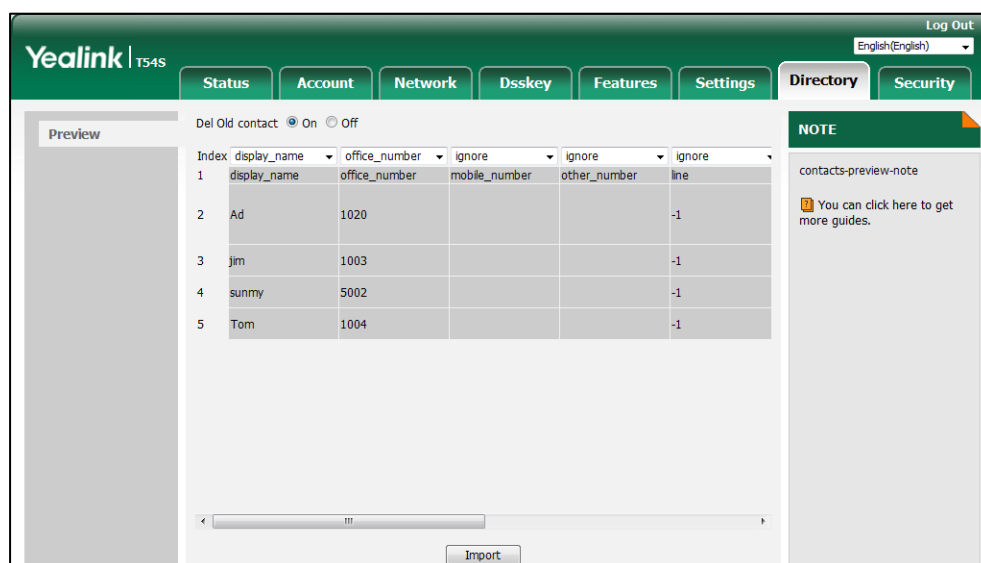 Log Out
Yealink | T54S
English(English)
Status Account Network Dsskey Features Settings Directory Security
Preview
Del Old contact On Off
Index display_name office_number ignore ignore ignore
1 display_name office_number mobile_number other_number line
2 Ad 1020 -1
3 jim 1003 -1
4 sunmy 5002 -1
5 Tom 1004 -1
Import
NOTE
contacts-preview-note
You can click here to get
more guides.